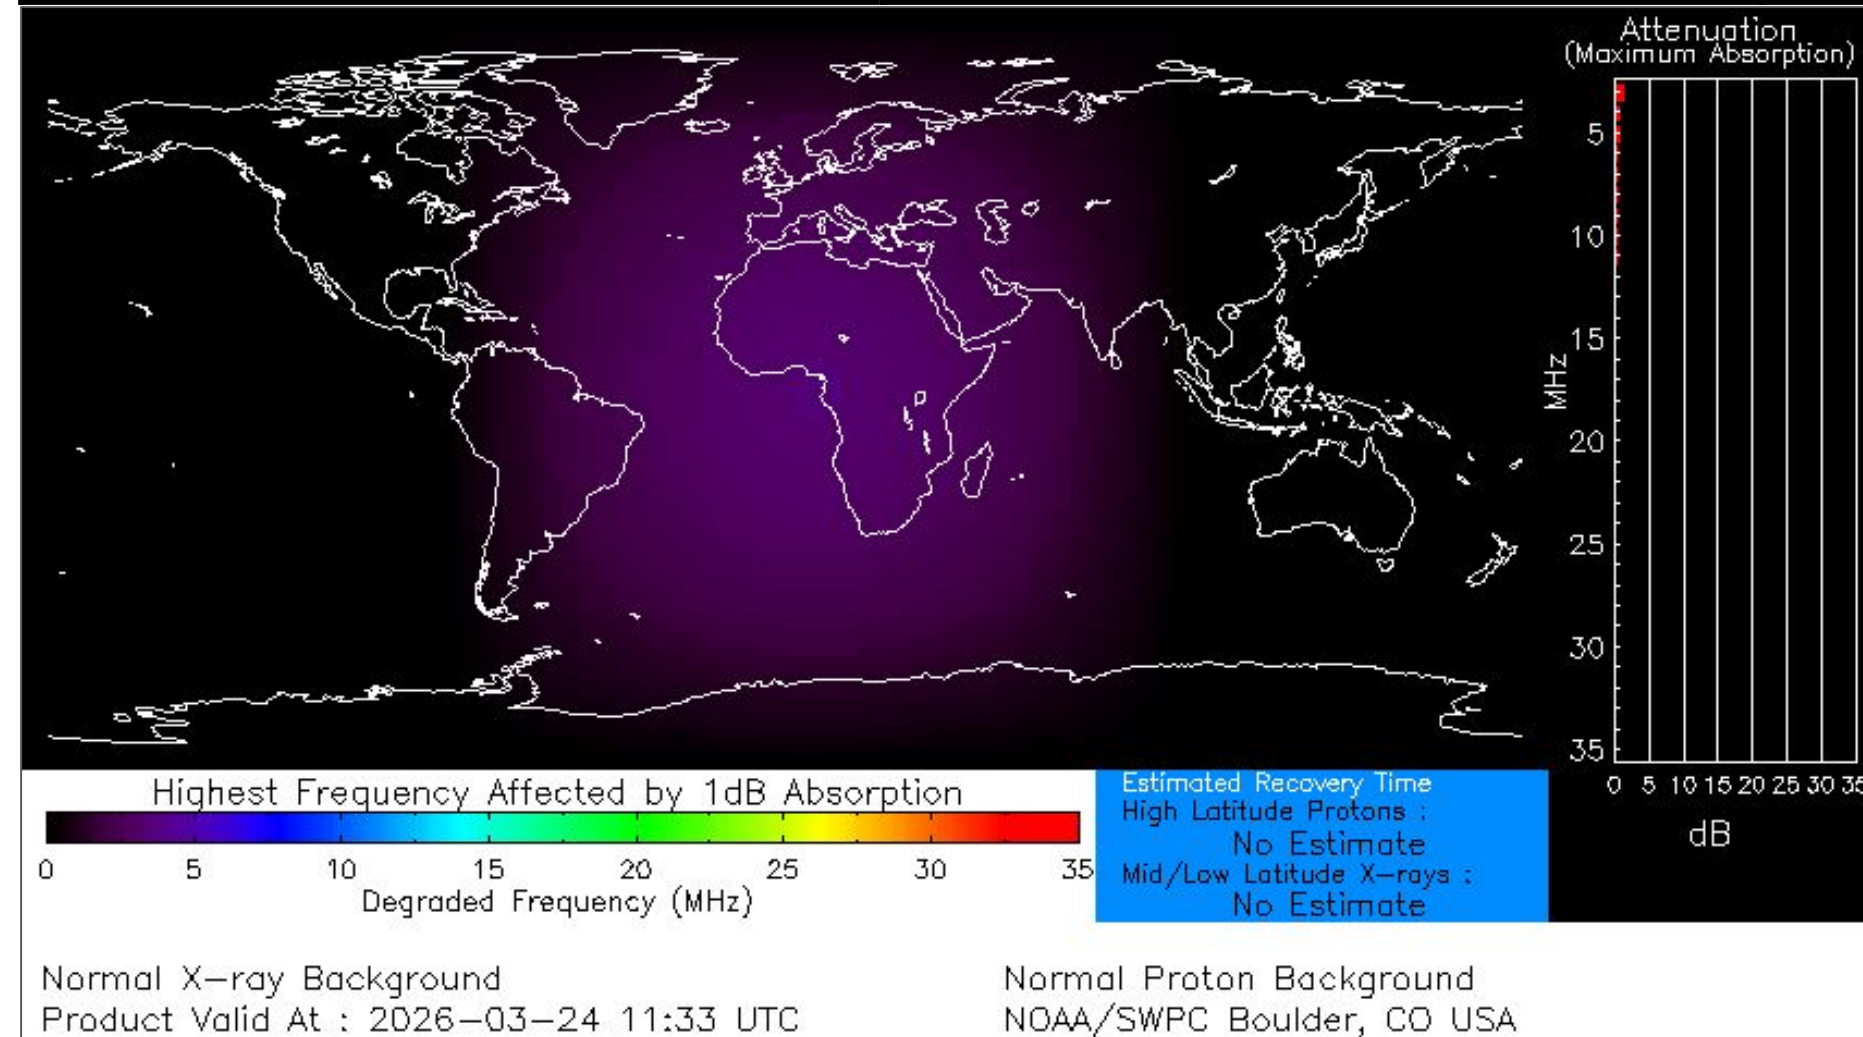 Attenuation
(Maximum Absorption)
5
10
15
20
25
30
35
MHz
0 5 10 15 20 25 30 35
dB
Highest Frequency Affected by 1dB Absorption
0 5 10 15 20 25 30 35
Degraded Frequency (MHz)
Estimated Recovery Time
High Latitude Protons :
No Estimate
Mid/Low Latitude X-rays :
No Estimate
Normal X-ray Background
Normal Proton Background
Product Valid At : 2026-03-24 11:33 UTC
NOAA/SWPC Boulder, CO USA